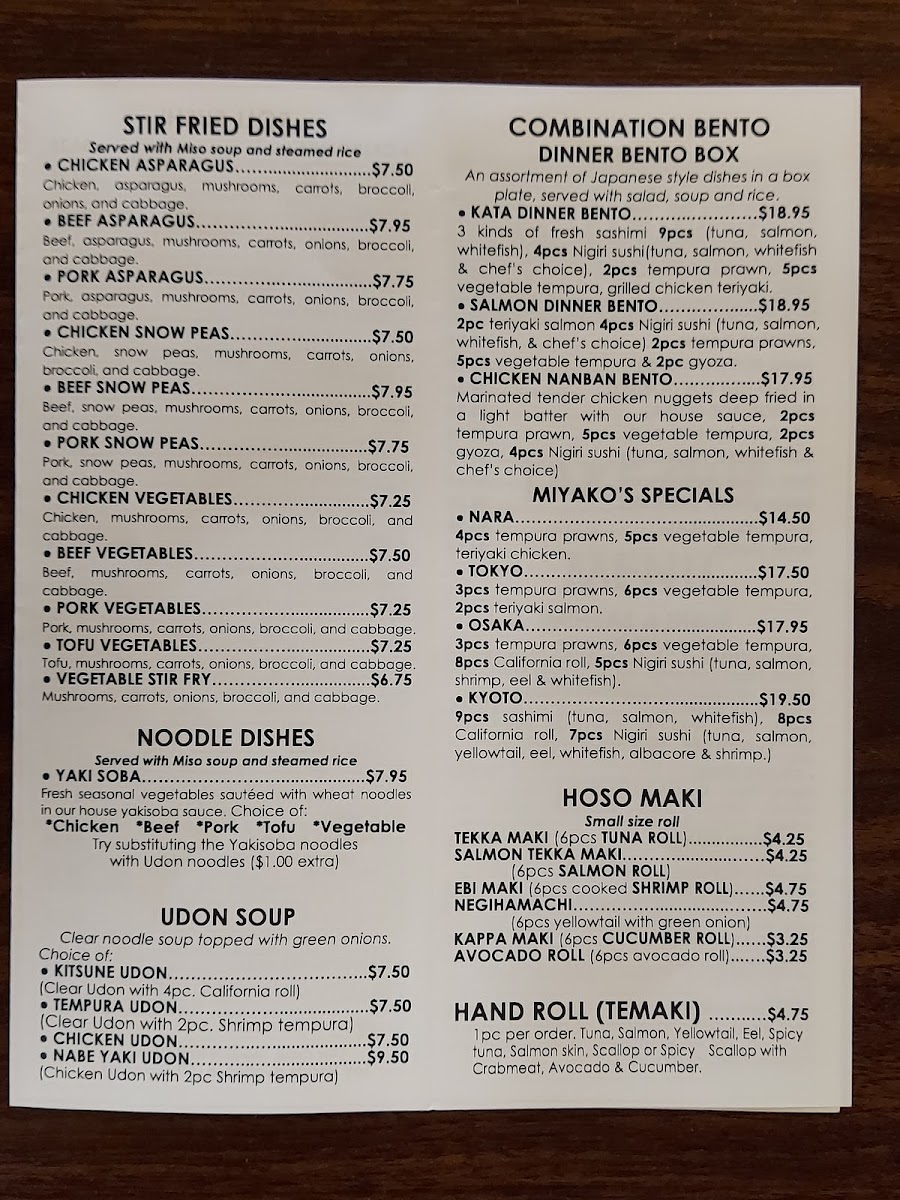 STIR FRIED DISHES
Served with Miso soup and steamed rice
• CHICKEN ASPARAGUS.........................$7.50
Chicken, asparagus, mushrooms, carrots, broccoli,
onions, and cabbage.
• BEEF ASPARAGUS...............................$7.95
Beef, asparagus, mushrooms, carrots, onions, broccoli,
and cabbage.
• PORK ASPARAGUS..............................$7.75
Pork, asparagus, mushrooms, carrots, onions, broccoli,
and cabbage.
• CHICKEN SNOW PEAS.........................$7.50
Chicken, snow peas, mushrooms, carrots, onions,
broccoli, and cabbage.
• BEEF SNOW PEAS...............................$7.95
Beef, snow peas, mushrooms, carrots, onions, broccoli,
and cabbage.
• PORK SNOW PEAS..............................$7.75
Pork, snow peas, mushrooms, carrots, onions, broccoli,
and cabbage.
• CHICKEN VEGETABLES........................$7.25
Chicken, mushrooms, carrots, onions, broccoli, and
cabbage.
• BEEF VEGETABLES...............................$7.50
Beef, mushrooms, carrots, onions, broccoli, and
cabbage.
• PORK VEGETABLES..............................$7.25
Pork, mushrooms, carrots, onions, broccoli, and cabbage.
• TOFU VEGETABLES..............................$7.25
Tofu, mushrooms, carrots, onions, broccoli, and cabbage.
• VEGETABLE STIR FRY............................$6.75
Mushrooms, carrots, onions, broccoli, and cabbage.
NOODLE DISHES
Served with Miso soup and steamed rice
• YAKI SOBA.......................................$7.95
Fresh seasonal vegetables sautéed with wheat noodles
in our house yakisoba sauce. Choice of:
*Chicken *Beef *Pork *Tofu *Vegetable
Try substituting the Yakisoba noodles
with Udon noodles ($1.00 extra)
UDON SOUP
Clear noodle soup topped with green onions.
Choice of:
• KITSUNE UDON...................................$7.50
(Clear Udon with 4pc. California roll)
• TEMPURA UDON.................................$7.50
(Clear Udon with 2pc. Shrimp tempura)
• CHICKEN UDON.................................$7.50
• NABE YAKI UDON...............................$9.50
(Chicken Udon with 2pc Shrimp tempura)
COMBINATION BENTO
DINNER BENTO BOX
An assortment of Japanese style dishes in a box
plate, served with salad, soup and rice.
• KATA DINNER BENTO.......................$18.95
3 kinds of fresh sashimi 9pcs (tuna, salmon,
whitefish), 4pcs Nigiri sushi(tuna, salmon, whitefish
& chef's choice), 2pcs tempura prawn, 5pcs
vegetable tempura, grilled chicken teriyaki.
• SALMON DINNER BENTO..................$18.95
2pc teriyaki salmon 4pcs Nigiri sushi (tuna, salmon,
whitefish, & chef's choice) 2pcs tempura prawns,
5pcs vegetable tempura & 2pc gyoza.
• CHICKEN NANBAN BENTO................$17.95
Marinated tender chicken nuggets deep fried in
a light batter with our house sauce, 2pcs
tempura prawn, 5pcs vegetable tempura, 2pcs
gyoza, 4pcs Nigiri sushi (tuna, salmon, whitefish &
chef's choice)
MIYAKO'S SPECIALS
• NARA...........................................$14.50
4pcs tempura prawns, 5pcs vegetable tempura,
teriyaki chicken.
• TOKYO.........................................$17.50
3pcs tempura prawns, 6pcs vegetable tempura,
2pcs teriyaki salmon.
• OSAKA.........................................$17.95
3pcs tempura prawns, 6pcs vegetable tempura,
8pcs California roll, 5pcs Nigiri sushi (tuna, salmon,
shrimp, eel & whitefish).
• KYOTO.........................................$19.50
9pcs sashimi (tuna, salmon, whitefish), 8pcs
California roll, 7pcs Nigiri sushi (tuna, salmon,
yellowtail, eel, whitefish, albacore & shrimp.)
HOSO MAKI
Small size roll
TEKKA MAKI (6pcs TUNA ROLL)..............$4.25
SALMON TEKKA MAKI..........................$4.25
(6pcs SALMON ROLL)
EBI MAKI (6pcs cooked SHRIMP ROLL)......$4.75
NEGIHAMACHI...................................$4.75
(6pcs yellowtail with green onion)
KAPPA MAKI (6pcs CUCUMBER ROLL)......$3.25
AVOCADO ROLL (6pcs avocado roll).......$3.25
HAND ROLL (TEMAKI) ..........$4.75
1pc per order. Tuna, Salmon, Yellowtail, Eel, Spicy
tuna, Salmon skin, Scallop or Spicy Scallop with
Crabmeat, Avocado & Cucumber.